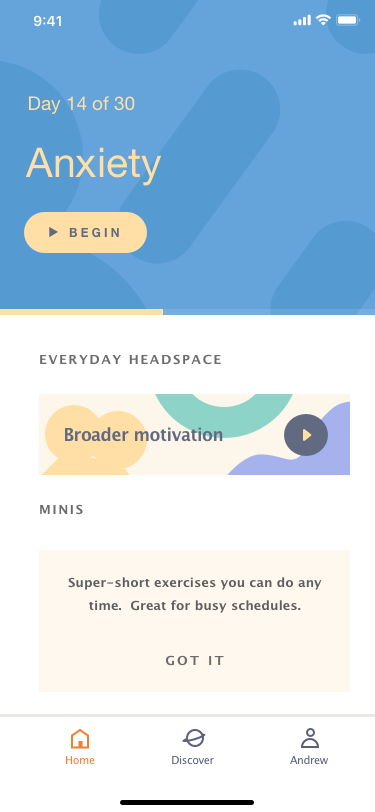 9:41
Day 14 of 30
Anxiety
BEGIN
EVERYDAY HEADSPACE
Broader motivation
MINIS
Super-short exercises you can do any
time. Great for busy schedules.
GOT IT
Home
Discover
Andrew